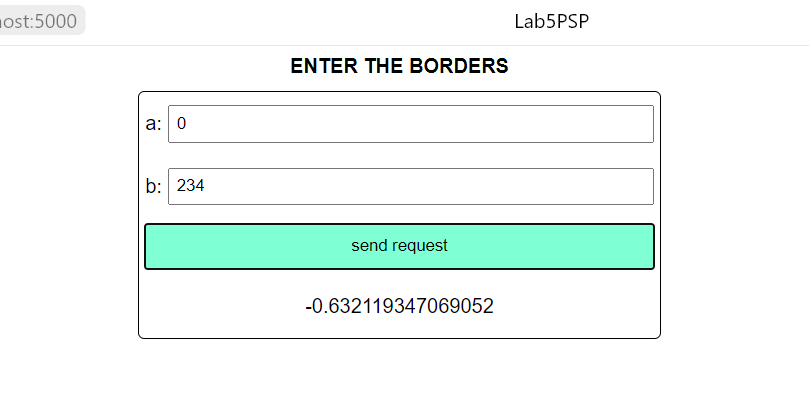 ost:5000 Lab5PSP
ENTER THE BORDERS
a: 0
b: 234
send request
-0.632119347069052